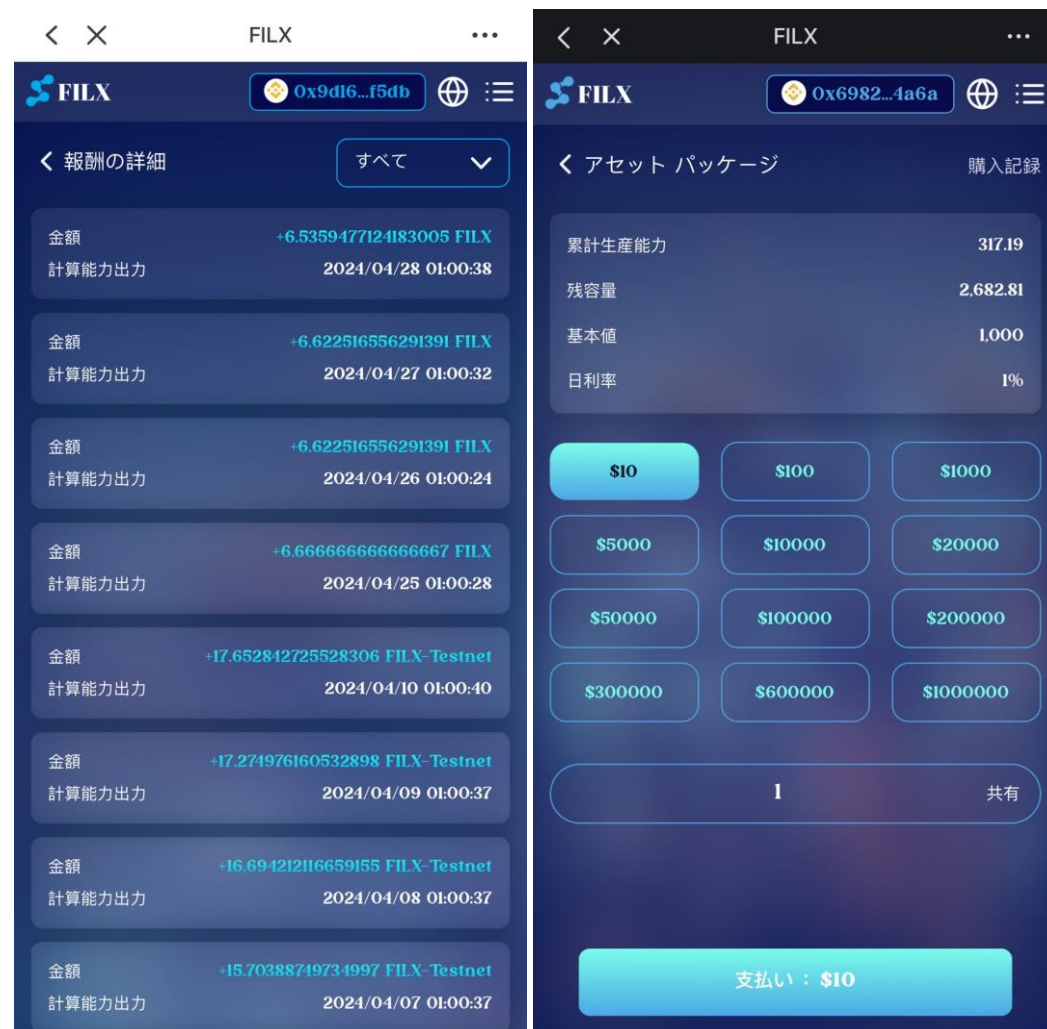 FILX
FILX
0x9d16...f5db
報酬の詳細
すべて
金額
+6.5359477124183005 FILX
計算能力出力
2024/04/28 01:00:38
金額
+6.622516556291391 FILX
計算能力出力
2024/04/27 01:00:32
金額
+6.622516556291391 FILX
計算能力出力
2024/04/26 01:00:24
金額
+6.666666666666667 FILX
計算能力出力
2024/04/25 01:00:28
金額
+17.652842725528306 FILX-Testnet
計算能力出力
2024/04/10 01:00:40
金額
+17.274976160532898 FILX-Testnet
計算能力出力
2024/04/09 01:00:37
金額
+16.694212116659155 FILX-Testnet
計算能力出力
2024/04/08 01:00:37
金額
+15.70388749734997 FILX-Testnet
計算能力出力
2024/04/07 01:00:37
FILX
FILX
0x6982...4a6a
アセット パッケージ
購入記録
累計生産能力
317.19
残容量
2,682.81
基本値
1,000
日利率
1%
$10
$100
$1000
$5000
$10000
$20000
$50000
$100000
$200000
$300000
$600000
$1000000
1
共有
支払い：$10